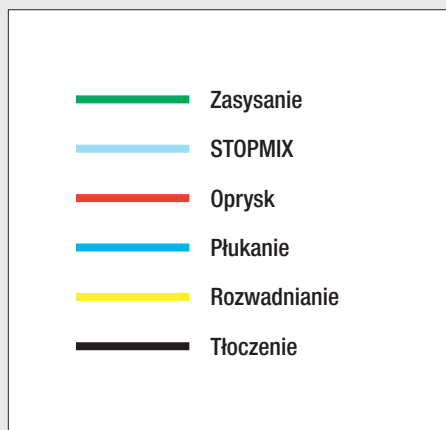 Zasysanie
STOPMIX
Oprysk
Płukanie
Rozwadnianie
Tłoczenie